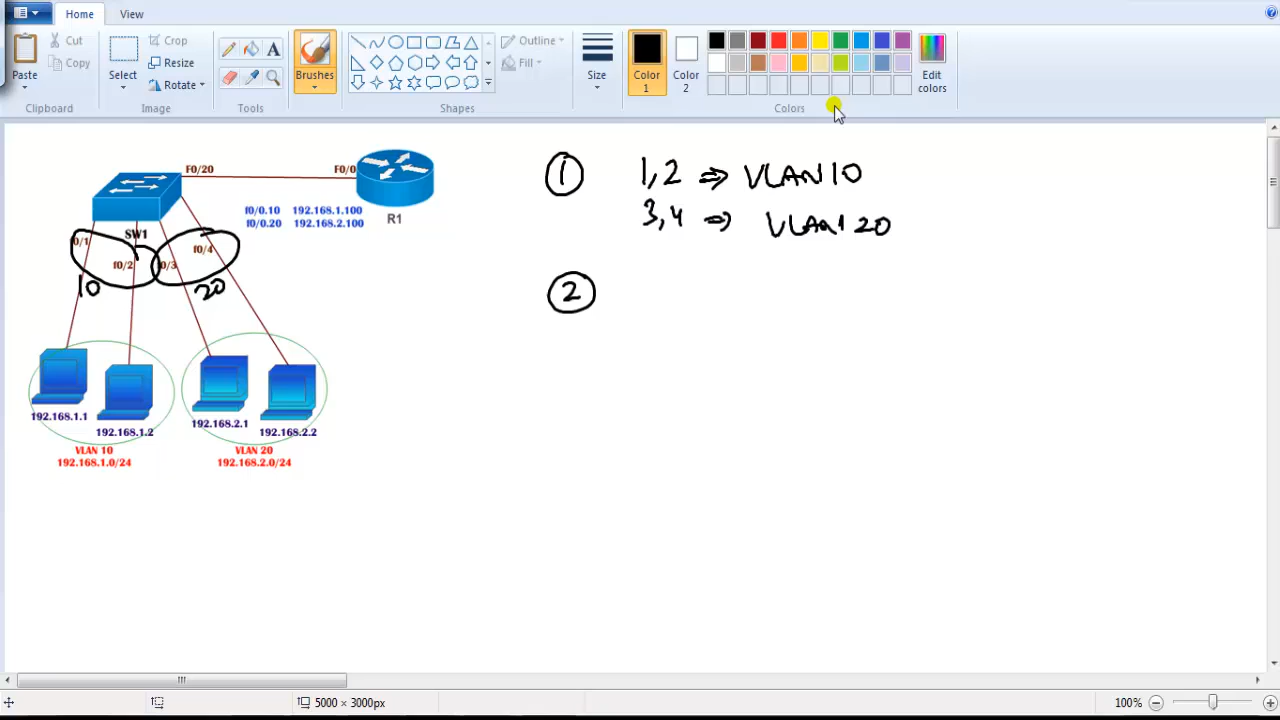 Home
View
Cut
Copy
Paste
Clipboard
Select
Crop
Resize
Rotate
Image
A
Tools
Brushes
Outline
Fill
Shapes
Size
Color 1
Color 2
Edit colors
Colors
F0/20
F0/0
f0/0.10 192.168.1.100
f0/0.20 192.168.2.100
R1
SW1
0/1
f0/2
0/3
f0/4
10
20
192.168.1.1
192.168.1.2
192.168.2.1
192.168.2.2
VLAN 10
192.168.1.0/24
VLAN 20
192.168.2.0/24
1 1,2 ⇒ VLAN 10
3,4 ⇒ VLAN 20
2
5000 × 3000px
100%